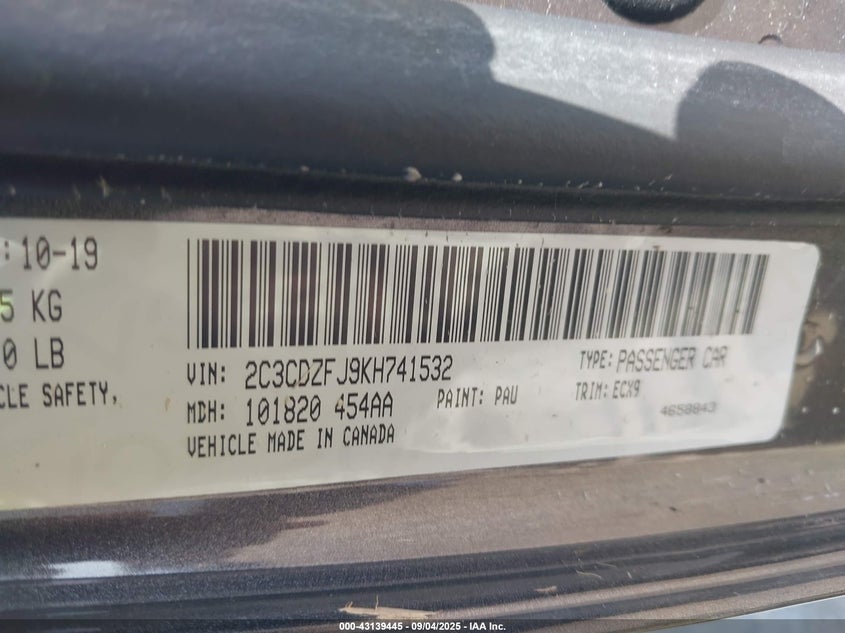 : 10-19
5 KG
0 LB
CLE SAFETY,
VIN: 2C3CDZFJ9KH741532
TYPE: PASSENGER CAR
MDH: 101820 454AA
PAINT: PAU
TRIM: ECX9
VEHICLE MADE IN CANADA
4658843
000-43139445 - 09/04/2025 - IAA Inc.